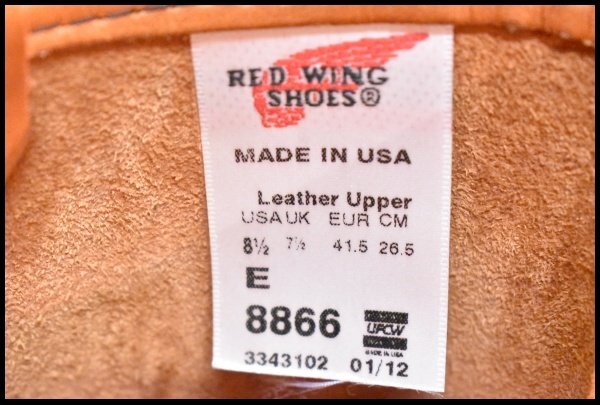 RED WING
SHOES®
MADE IN USA
Leather Upper
USA UK EUR CM
8½ 7½ 41.5 26.5
E
8866
UFCW
MADE IN USA
3343102 01/12